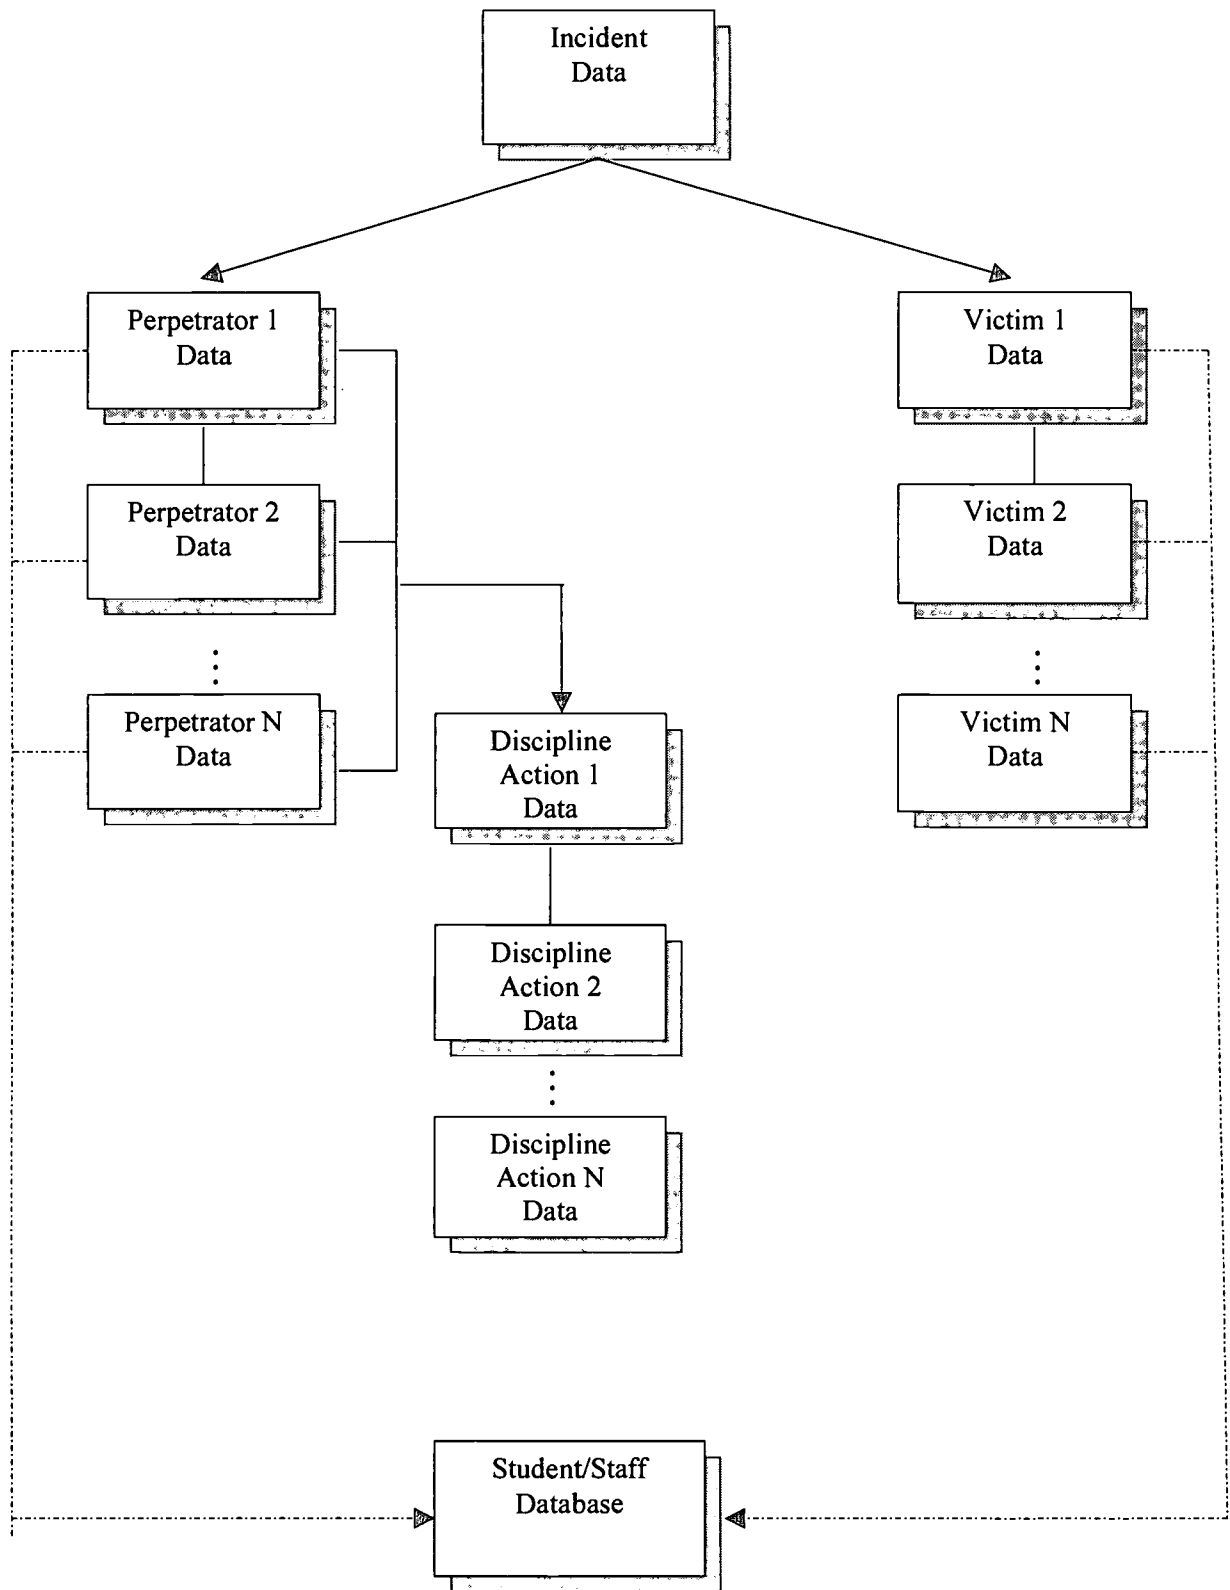 Incident
Data
Perpetrator 1
Data
Victim 1
Data
Perpetrator 2
Data
Victim 2
Data
Perpetrator N
Data
Victim N
Data
Discipline
Action 1
Data
Discipline
Action 2
Data
Discipline
Action N
Data
Student/Staff
Database